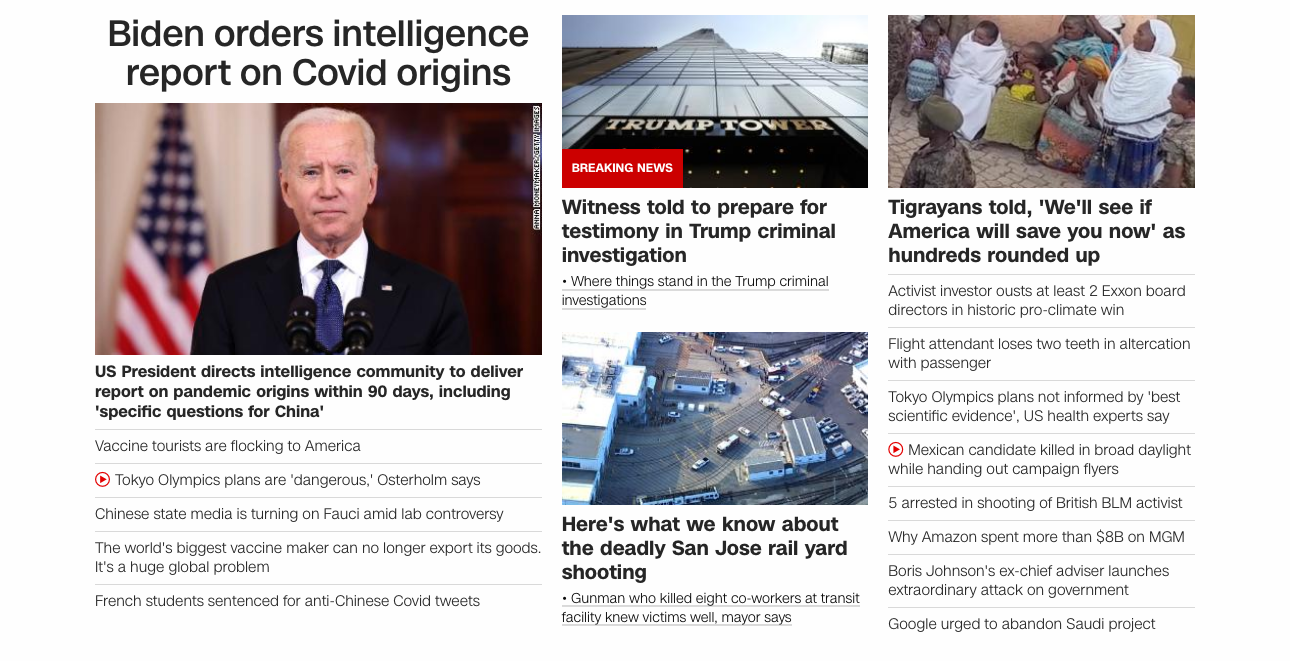 Biden orders intelligence
report on Covid origins
ANNA MONEYMAKER/GETTY IMAGES
US President directs intelligence community to deliver
report on pandemic origins within 90 days, including
'specific questions for China'
Vaccine tourists are flocking to America
Tokyo Olympics plans are 'dangerous,' Osterholm says
Chinese state media is turning on Fauci amid lab controversy
The world's biggest vaccine maker can no longer export its goods.
It's a huge global problem
French students sentenced for anti-Chinese Covid tweets
TRUMP TOWER
BREAKING NEWS
Witness told to prepare for
testimony in Trump criminal
investigation
• Where things stand in the Trump criminal
investigations
Here's what we know about
the deadly San Jose rail yard
shooting
• Gunman who killed eight co-workers at transit
facility knew victims well, mayor says
Tigrayans told, 'We'll see if
America will save you now' as
hundreds rounded up
Activist investor ousts at least 2 Exxon board
directors in historic pro-climate win
Flight attendant loses two teeth in altercation
with passenger
Tokyo Olympics plans not informed by 'best
scientific evidence', US health experts say
Mexican candidate killed in broad daylight
while handing out campaign flyers
5 arrested in shooting of British BLM activist
Why Amazon spent more than $8B on MGM
Boris Johnson's ex-chief adviser launches
extraordinary attack on government
Google urged to abandon Saudi project